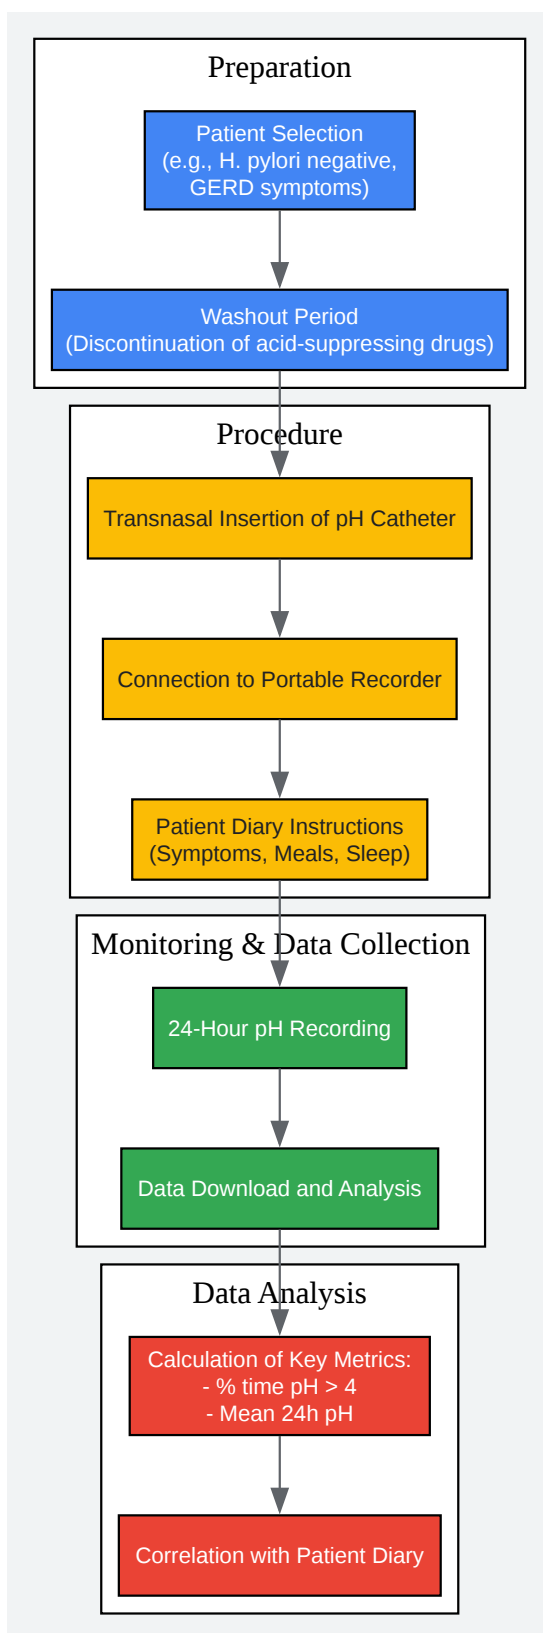 Preparation
Patient Selection
(e.g., H. pylori negative,
GERD symptoms)
Washout Period
(Discontinuation of acid-suppressing drugs)
Procedure
Transnasal Insertion of pH Catheter
Connection to Portable Recorder
Patient Diary Instructions
(Symptoms, Meals, Sleep)
Monitoring & Data Collection
24-Hour pH Recording
Data Download and Analysis
Data Analysis
Calculation of Key Metrics:
- % time pH > 4
- Mean 24h pH
Correlation with Patient Diary